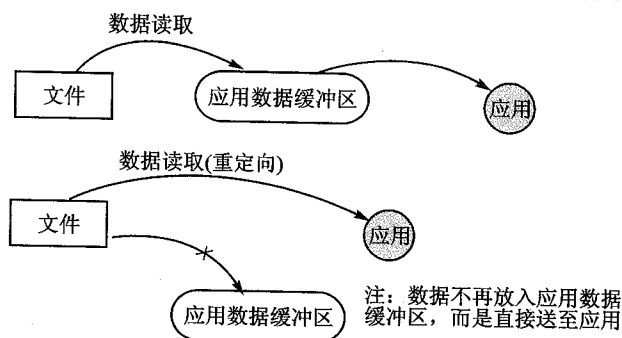 数据读取
文件
应用数据缓冲区
应用
数据读取(重定向)
文件
应用
应用数据缓冲区
注：数据不再放入应用数据
缓冲区，而是直接送至应用